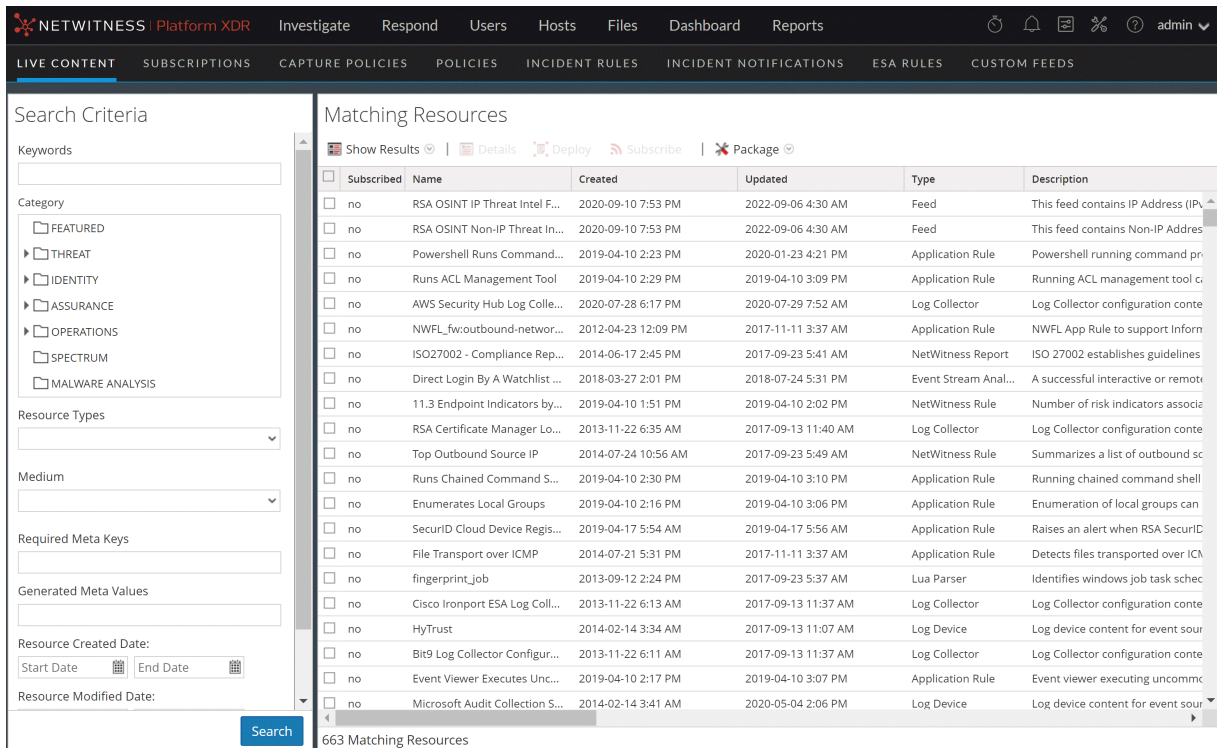 NETWITNESS | Platform XDR Investigate Respond Users Hosts Files Dashboard Reports admin
LIVE CONTENT SUBSCRIPTIONS CAPTURE POLICIES POLICIES INCIDENT RULES INCIDENT NOTIFICATIONS ESA RULES CUSTOM FEEDS
Search Criteria
Keywords
Category
FEATURED
THREAT
IDENTITY
ASSURANCE
OPERATIONS
SPECTRUM
MALWARE ANALYSIS
Resource Types
Medium
Required Meta Keys
Generated Meta Values
Resource Created Date:
Start Date End Date
Resource Modified Date:
Search
Matching Resources
Show Results | Details Deploy Subscribe | Package
Subscribed Name Created Updated Type Description
no RSA OSINT IP Threat Intel F... 2020-09-10 7:53 PM 2022-09-06 4:30 AM Feed This feed contains IP Address (IPv
no RSA OSINT Non-IP Threat In... 2020-09-10 7:53 PM 2022-09-06 4:30 AM Feed This feed contains Non-IP Addres
no Powershell Runs Command... 2019-04-10 2:23 PM 2020-01-23 4:21 PM Application Rule Powershell running command pr
no Runs ACL Management Tool 2019-04-10 2:29 PM 2019-04-10 3:09 PM Application Rule Running ACL management tool ca
no AWS Security Hub Log Colle... 2020-07-28 6:17 PM 2020-07-29 7:52 AM Log Collector Log Collector configuration conte
no NWFL_fw:outbound-networ... 2012-04-23 12:09 PM 2017-11-11 3:37 AM Application Rule NWFL App Rule to support Inform
no ISO27002 - Compliance Rep... 2014-06-17 2:45 PM 2017-09-23 5:41 AM NetWitness Report ISO 27002 establishes guidelines
no Direct Login By A Watchlist ... 2018-03-27 2:01 PM 2018-07-24 5:31 PM Event Stream Anal... A successful interactive or remote
no 11.3 Endpoint Indicators by... 2019-04-10 1:51 PM 2019-04-10 2:02 PM NetWitness Rule Number of risk indicators associa
no RSA Certificate Manager Lo... 2013-11-22 6:35 AM 2017-09-13 11:40 AM Log Collector Log Collector configuration conte
no Top Outbound Source IP 2014-07-24 10:56 AM 2017-09-23 5:49 AM NetWitness Rule Summarizes a list of outbound so
no Runs Chained Command S... 2019-04-10 2:30 PM 2019-04-10 3:10 PM Application Rule Running chained command shell
no Enumerates Local Groups 2019-04-10 2:16 PM 2019-04-10 3:06 PM Application Rule Enumeration of local groups can
no SecurID Cloud Device Regis... 2019-04-17 5:54 AM 2019-04-17 5:56 AM Application Rule Raises an alert when RSA SecurID
no File Transport over ICMP 2014-07-21 5:31 PM 2017-11-11 3:37 AM Application Rule Detects files transported over ICM
no fingerprint_job 2013-09-12 2:24 PM 2017-09-23 5:37 AM Lua Parser Identifies windows job task sched
no Cisco Ironport ESA Log Coll... 2013-11-22 6:13 AM 2017-09-13 11:37 AM Log Collector Log Collector configuration conte
no HyTrust 2014-02-14 3:34 AM 2017-09-13 11:07 AM Log Device Log device content for event sour
no Bit9 Log Collector Configur... 2013-11-22 6:11 AM 2017-09-13 11:37 AM Log Collector Log Collector configuration conte
no Event Viewer Executes Unc... 2019-04-10 2:17 PM 2019-04-10 3:07 PM Application Rule Event viewer executing uncommo
no Microsoft Audit Collection S... 2014-02-14 3:41 AM 2020-05-04 2:06 PM Log Device Log device content for event sour
663 Matching Resources